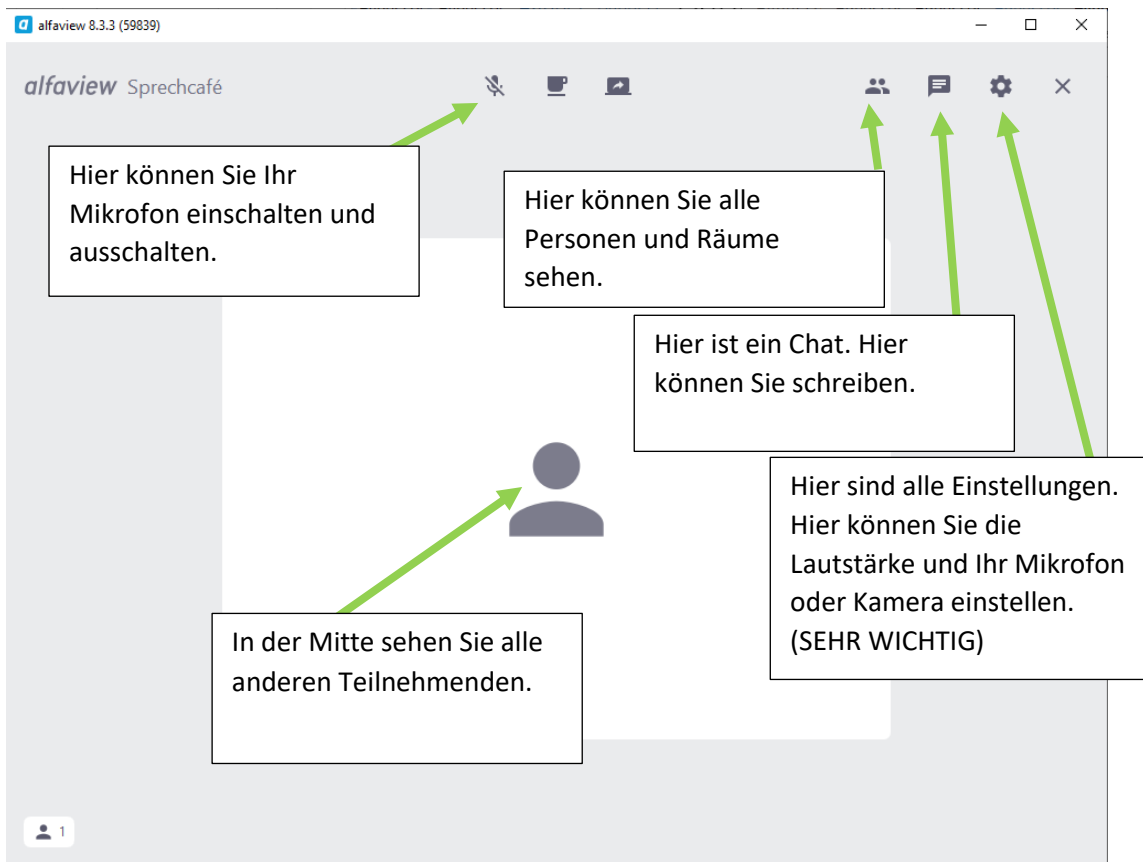 alfaview 8.3.3 (59839)
alfaview Sprechcafé
Hier können Sie Ihr
Mikrofon einschalten und
ausschalten.
Hier können Sie alle
Personen und Räume
sehen.
Hier ist ein Chat. Hier
können Sie schreiben.
Hier sind alle Einstellungen.
Hier können Sie die
Lautstärke und Ihr Mikrofon
oder Kamera einstellen.
(SEHR WICHTIG)
In der Mitte sehen Sie alle
anderen Teilnehmenden.
1